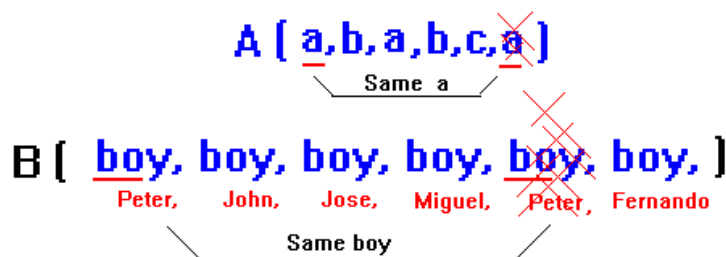 A ( a,b,a,b,c,a )
Same a
B ( boy, boy, boy, boy, boy, boy, )
Peter, John, Jose, Miguel, Peter, Fernando
Same boy